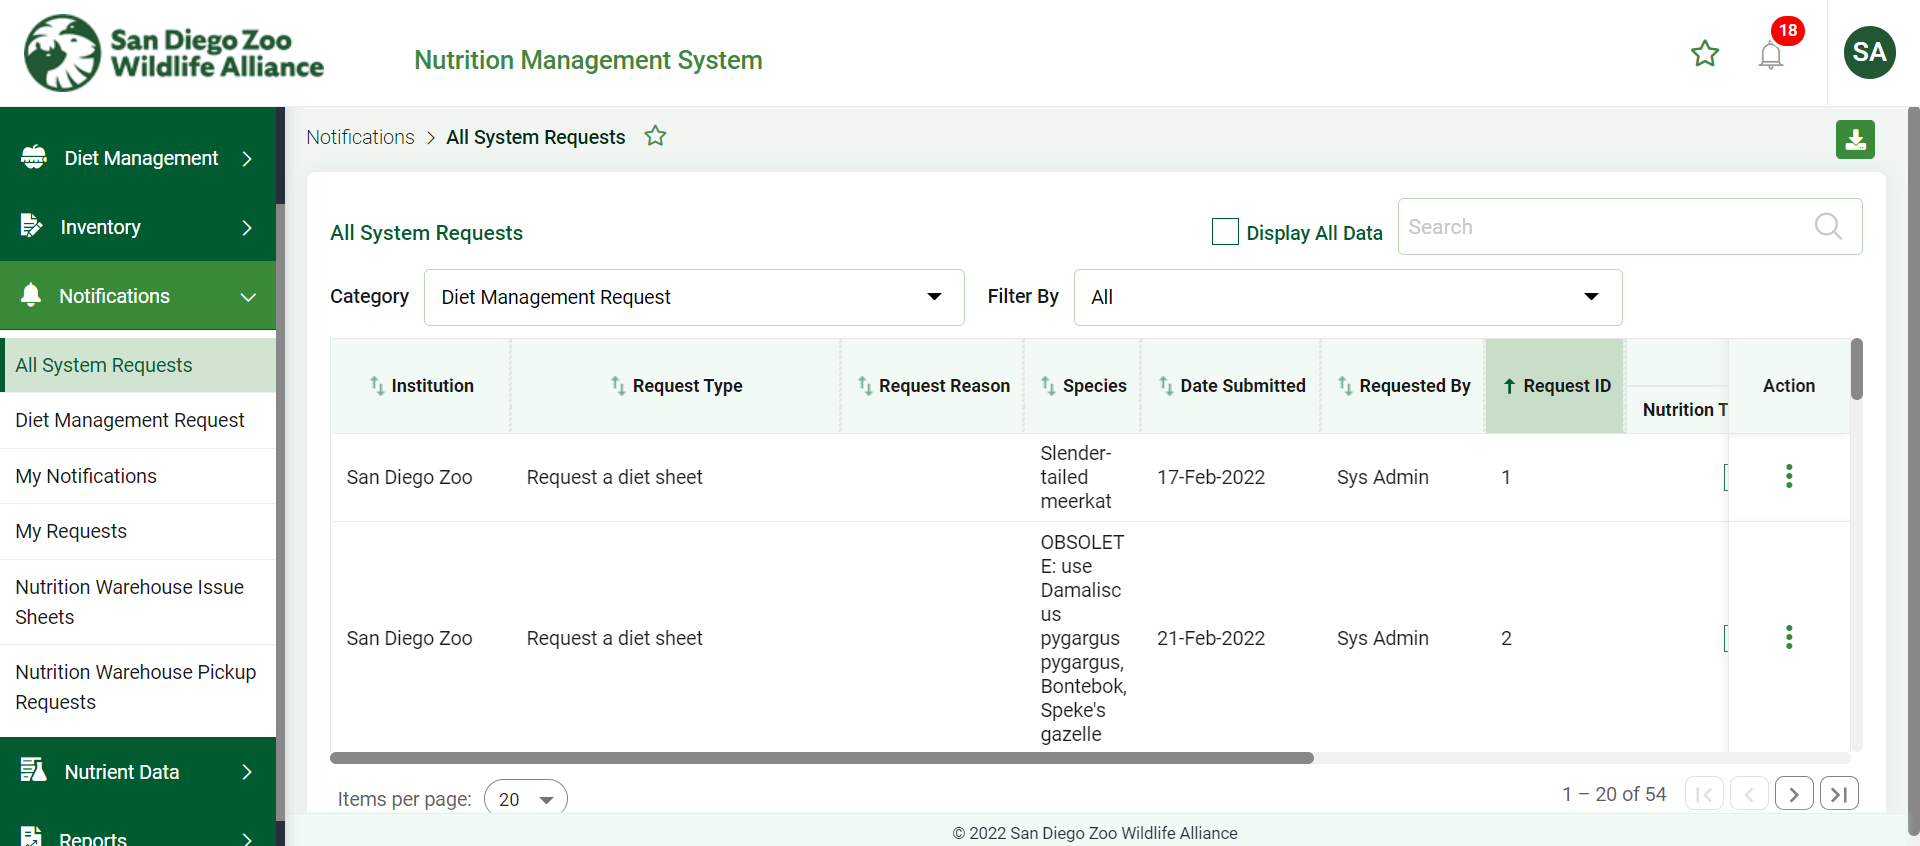 San Diego Zoo
Wildlife Alliance
Nutrition Management System
18
SA
Diet Management
Inventory
Notifications
All System Requests
Diet Management Request
My Notifications
My Requests
Nutrition Warehouse Issue
Sheets
Nutrition Warehouse Pickup
Requests
Nutrient Data
Reports
Notifications > All System Requests
All System Requests
Display All Data
Search
Category
Diet Management Request
Filter By
All
Institution Request Type Request Reason Species Date Submitted Requested By Request ID Nutrition T Action
San Diego Zoo Request a diet sheet Slender-
tailed
meerkat 17-Feb-2022 Sys Admin 1
San Diego Zoo Request a diet sheet OBSOLET
E: use
Damalisc
us
pygargus
pygargus,
Bontebok,
Speke's
gazelle 21-Feb-2022 Sys Admin 2
Items per page: 20
1 – 20 of 54
© 2022 San Diego Zoo Wildlife Alliance